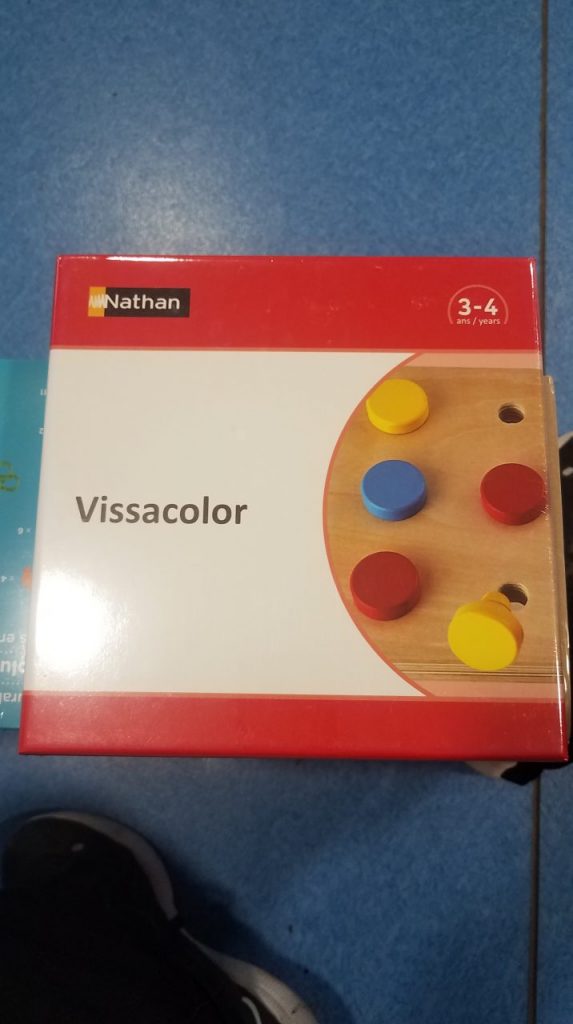 Nathan
3-4
ans / years
Vissacolor